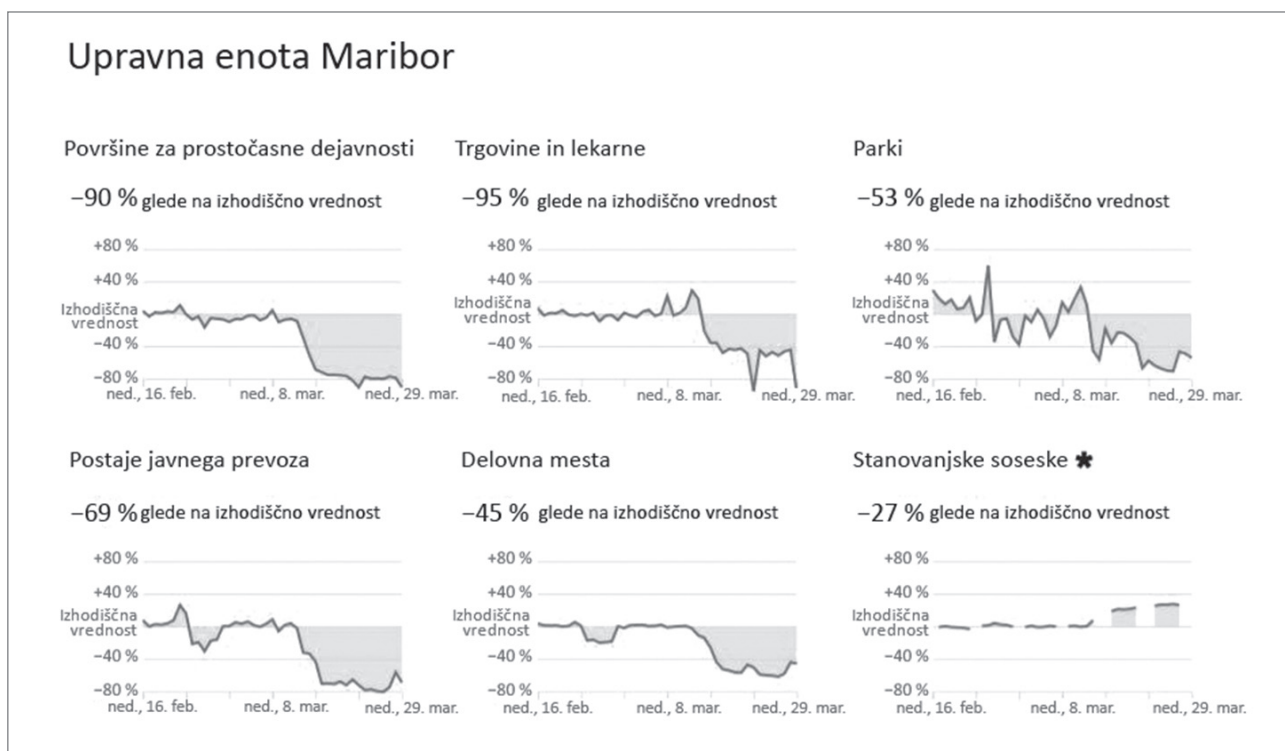 Upravna enota Maribor
Površine za prostočasne dejavnosti
−90 % glede na izhodiščno vrednost
+80 %
+40 %
Izhodiščna
vrednost
−40 %
−80 %
ned., 16. feb.
ned., 8. mar.
ned., 29. mar.
Trgovine in lekarne
−95 % glede na izhodiščno vrednost
+80 %
+40 %
Izhodiščna
vrednost
−40 %
−80 %
ned., 16. feb.
ned., 8. mar.
ned., 29. mar.
Parki
−53 % glede na izhodiščno vrednost
+80 %
+40 %
Izhodiščna
vrednost
−40 %
−80 %
ned., 16. feb.
ned., 8. mar.
ned., 29. mar.
Postaje javnega prevoza
−69 % glede na izhodiščno vrednost
+80 %
+40 %
Izhodiščna
vrednost
−40 %
−80 %
ned., 16. feb.
ned., 8. mar.
ned., 29. mar.
Delovna mesta
−45 % glede na izhodiščno vrednost
+80 %
+40 %
Izhodiščna
vrednost
−40 %
−80 %
ned., 16. feb.
ned., 8. mar.
ned., 29. mar.
Stanovanjske soseske *
−27 % glede na izhodiščno vrednost
+80 %
+40 %
Izhodiščna
vrednost
−40 %
−80 %
ned., 16. feb.
ned., 8. mar.
ned., 29. mar.